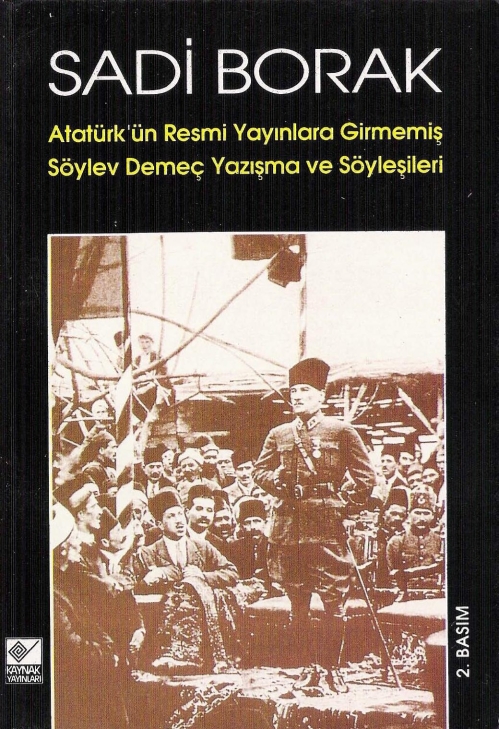 SADİ BORAK
Atatürk'ün Resmi Yayınlara Girmemiş
Söylev Demeç Yazışma ve Söyleşileri
2. BASIM
KAYNAK
YAYINLARI